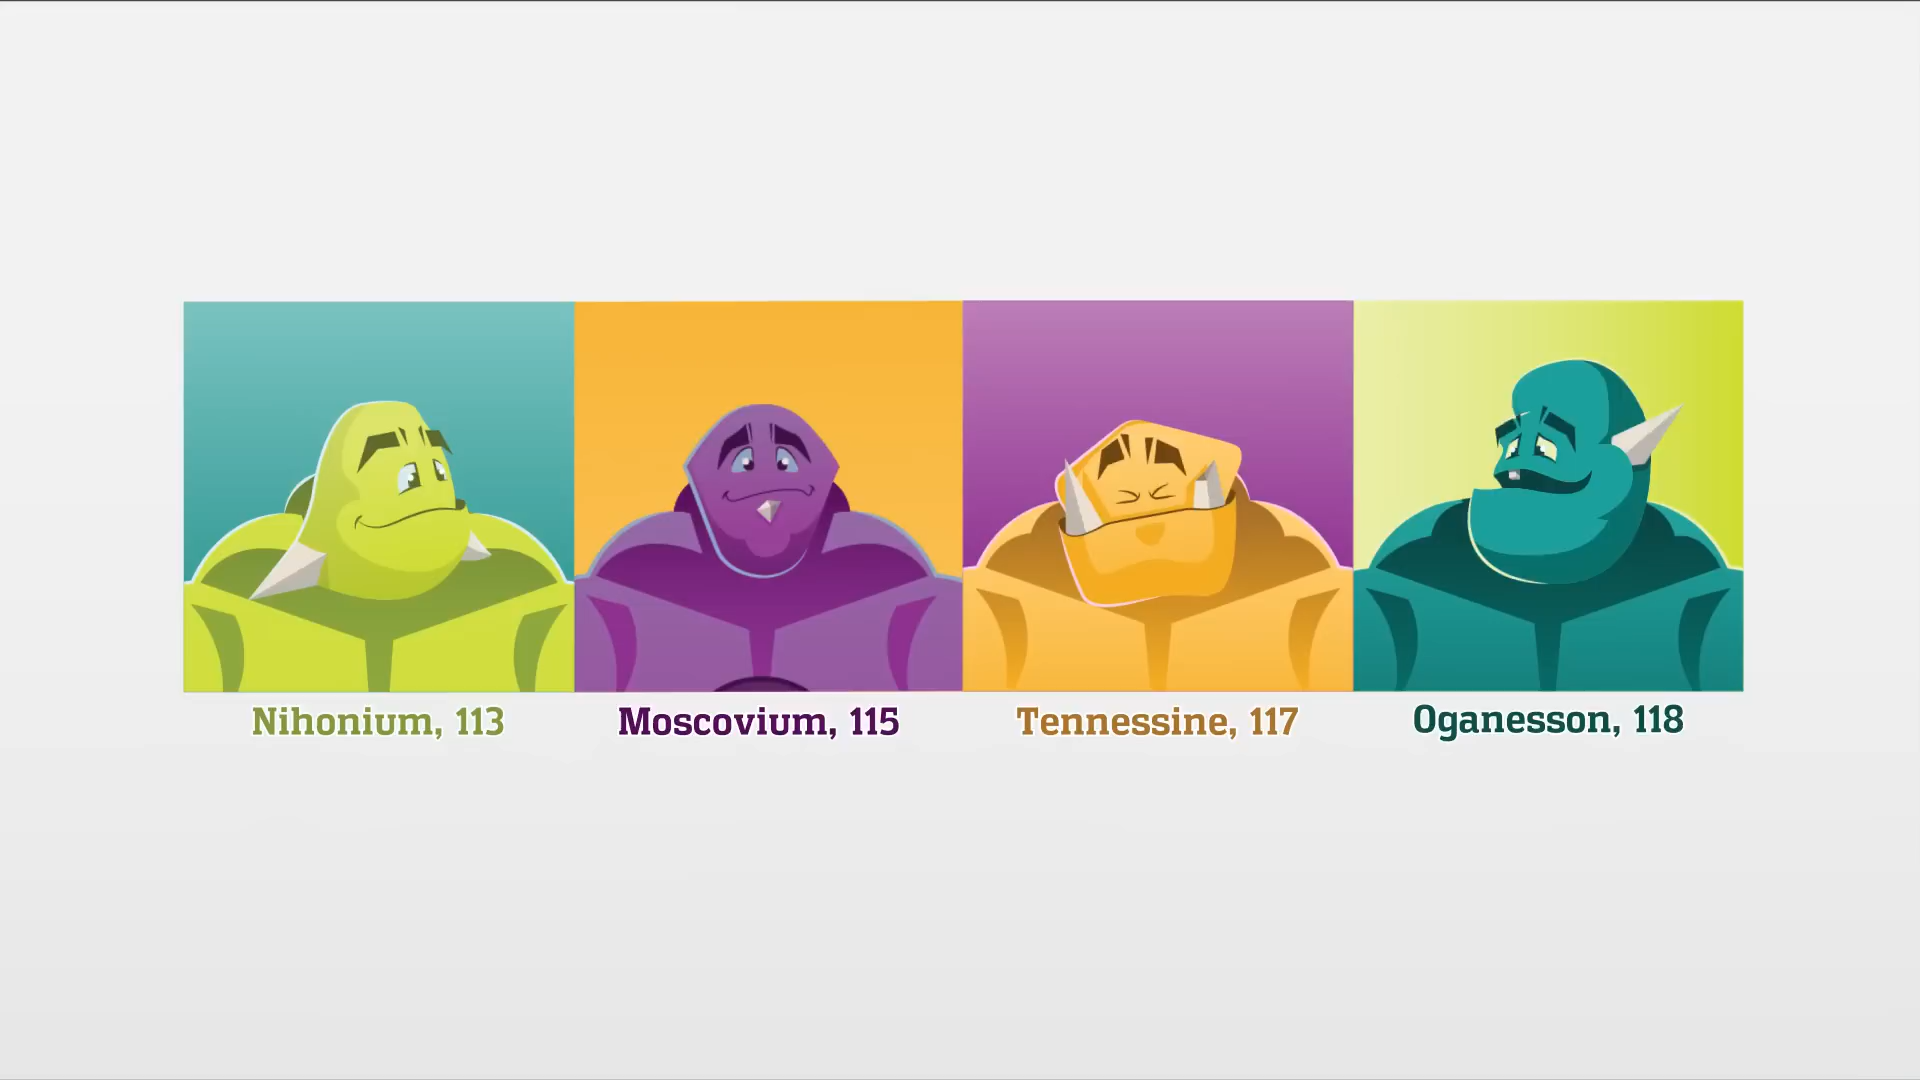 Nihonium, 113
Moscovium, 115
Tennessine, 117
Oganesson, 118